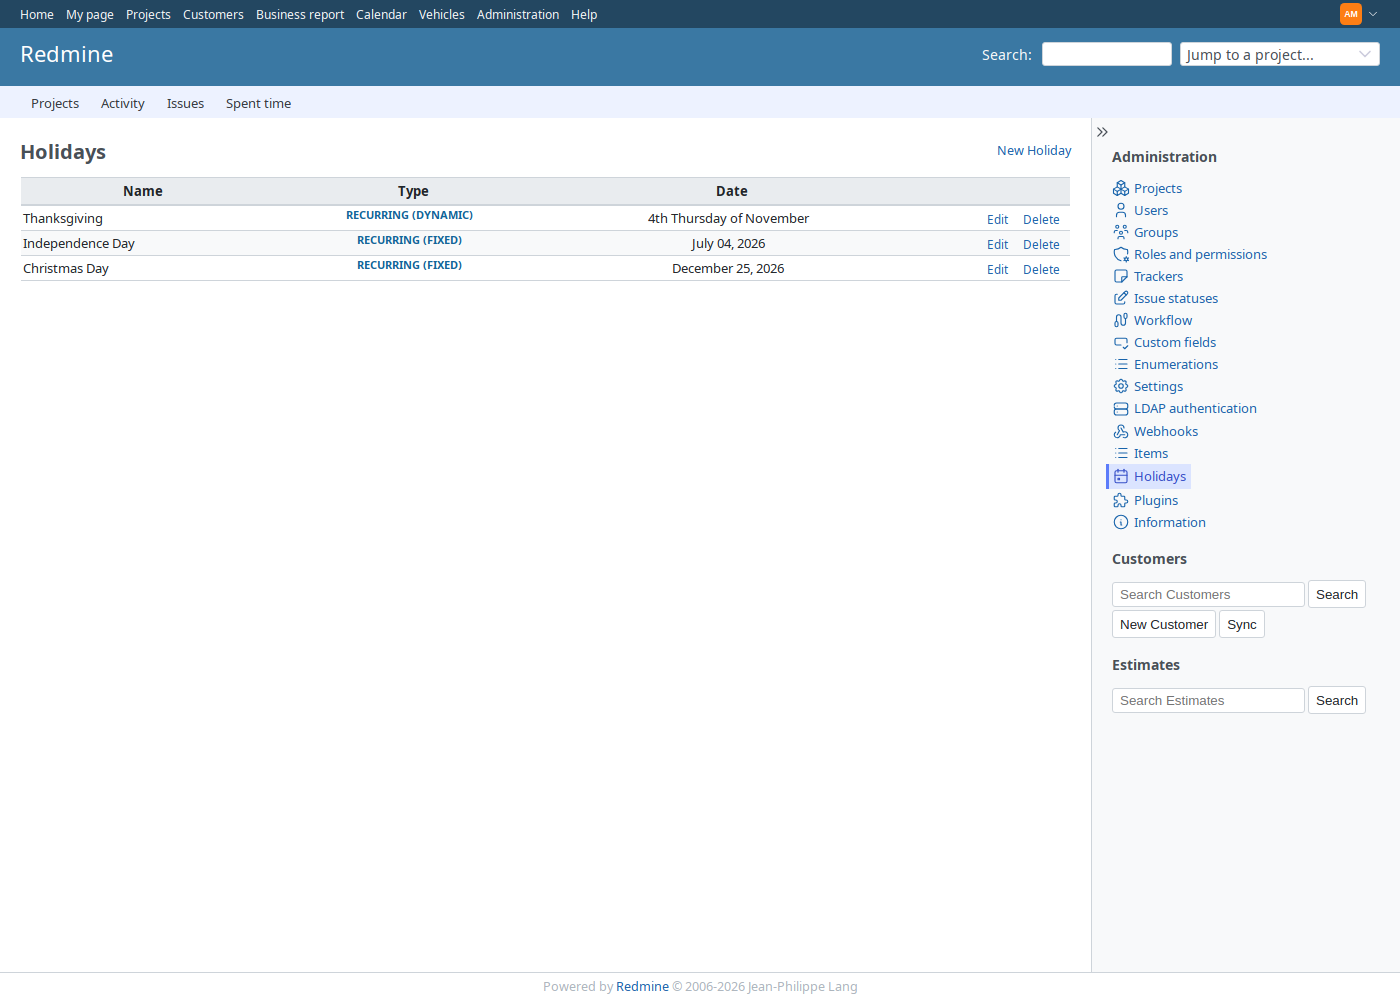 Home My page Projects Customers Business report Calendar Vehicles Administration Help AM
Redmine Search: Jump to a project...
Projects Activity Issues Spent time
Holidays New Holiday
Name Type Date
Thanksgiving RECURRING (DYNAMIC) 4th Thursday of November Edit Delete
Independence Day RECURRING (FIXED) July 04, 2026 Edit Delete
Christmas Day RECURRING (FIXED) December 25, 2026 Edit Delete
Administration
Projects
Users
Groups
Roles and permissions
Trackers
Issue statuses
Workflow
Custom fields
Enumerations
Settings
LDAP authentication
Webhooks
Items
Holidays
Plugins
Information
Customers
Search Customers Search
New Customer Sync
Estimates
Search Estimates Search
Powered by Redmine © 2006-2026 Jean-Philippe Lang